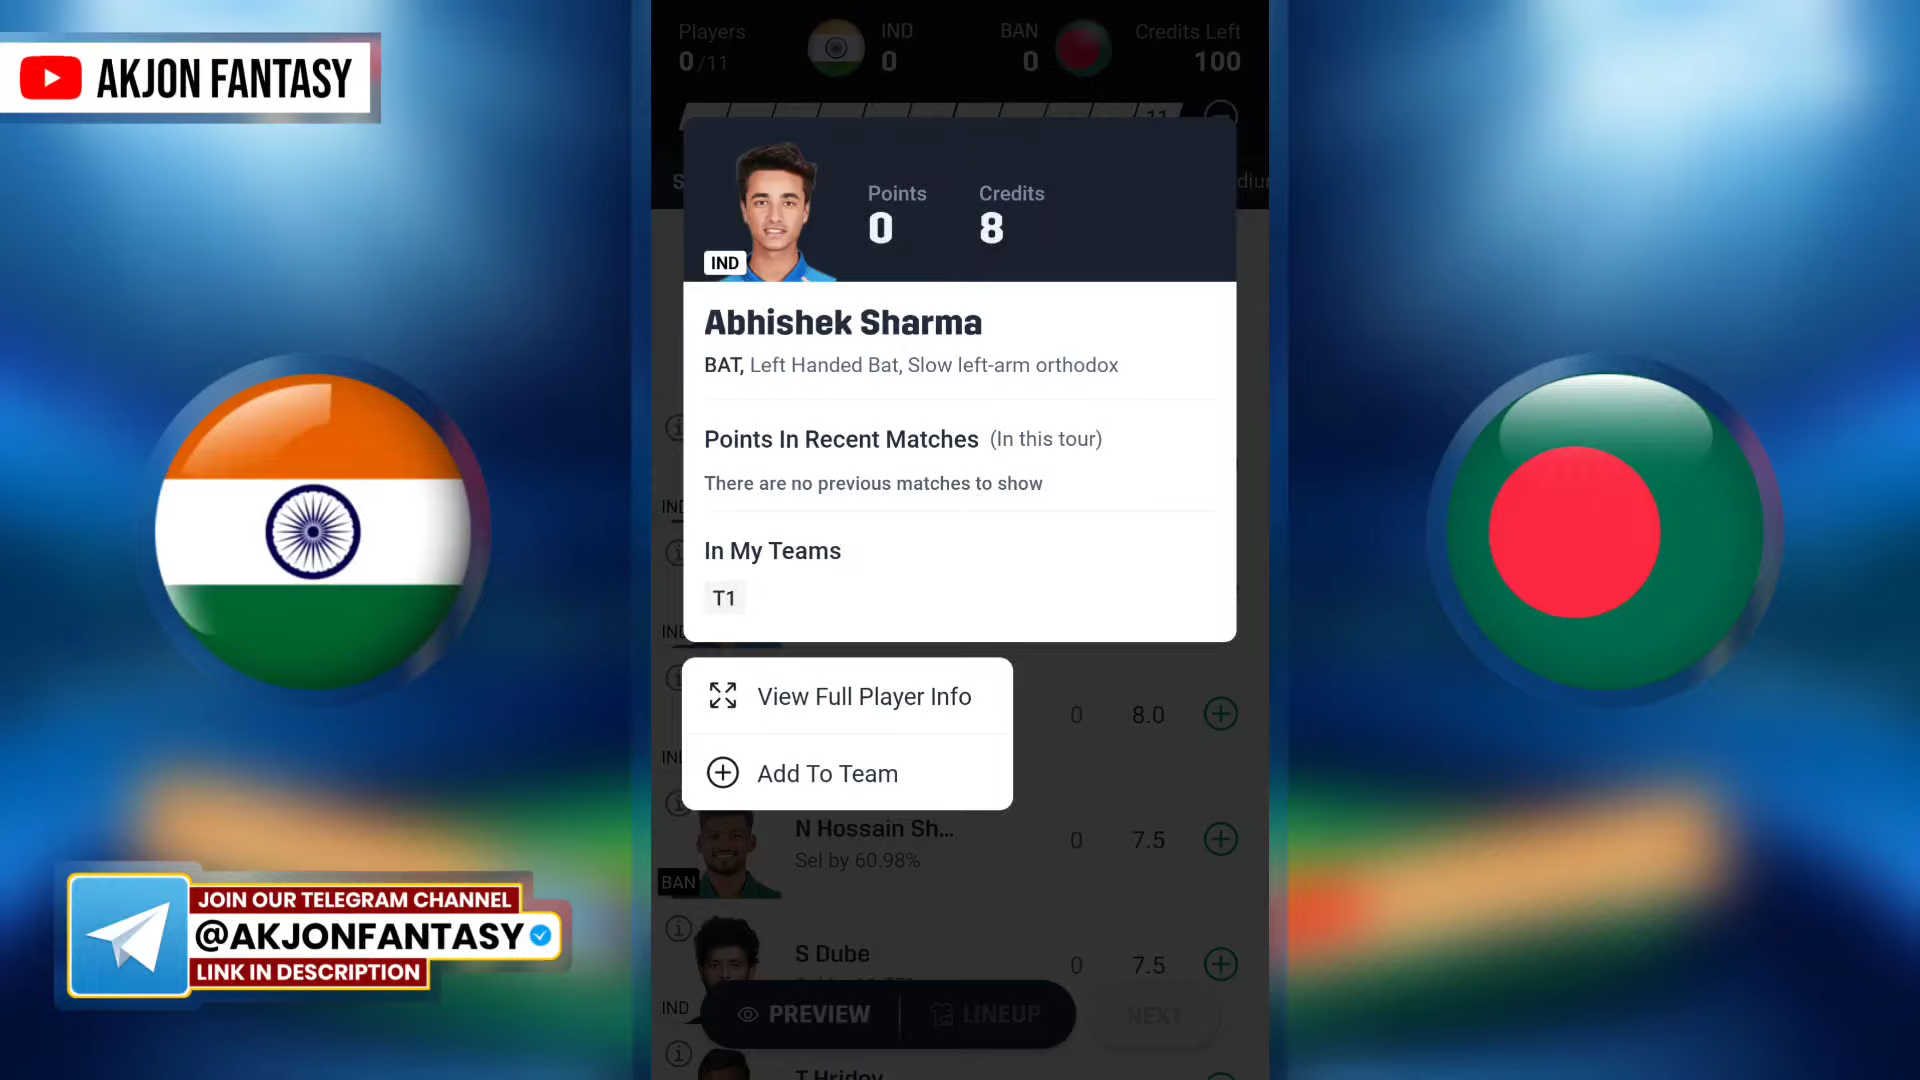 AKJON FANTASY
Players
IND
BAN
Credits Left
0/11
0
0
100
11
S
Points
Credits
0
8
IND
Abhishek Sharma
BAT, Left Handed Bat, Slow left-arm orthodox
Points In Recent Matches (In this tour)
There are no previous matches to show
In My Teams
T1
View Full Player Info
0 8.0
Add To Team
N Hossain Sh...
Sel by 60.98%
0 7.5
BAN
S Dube
0 7.5
IND
PREVIEW
LINEUP
NEXT
T Hridoy
JOIN OUR TELEGRAM CHANNEL
@AKJONFANTASY
LINK IN DESCRIPTION